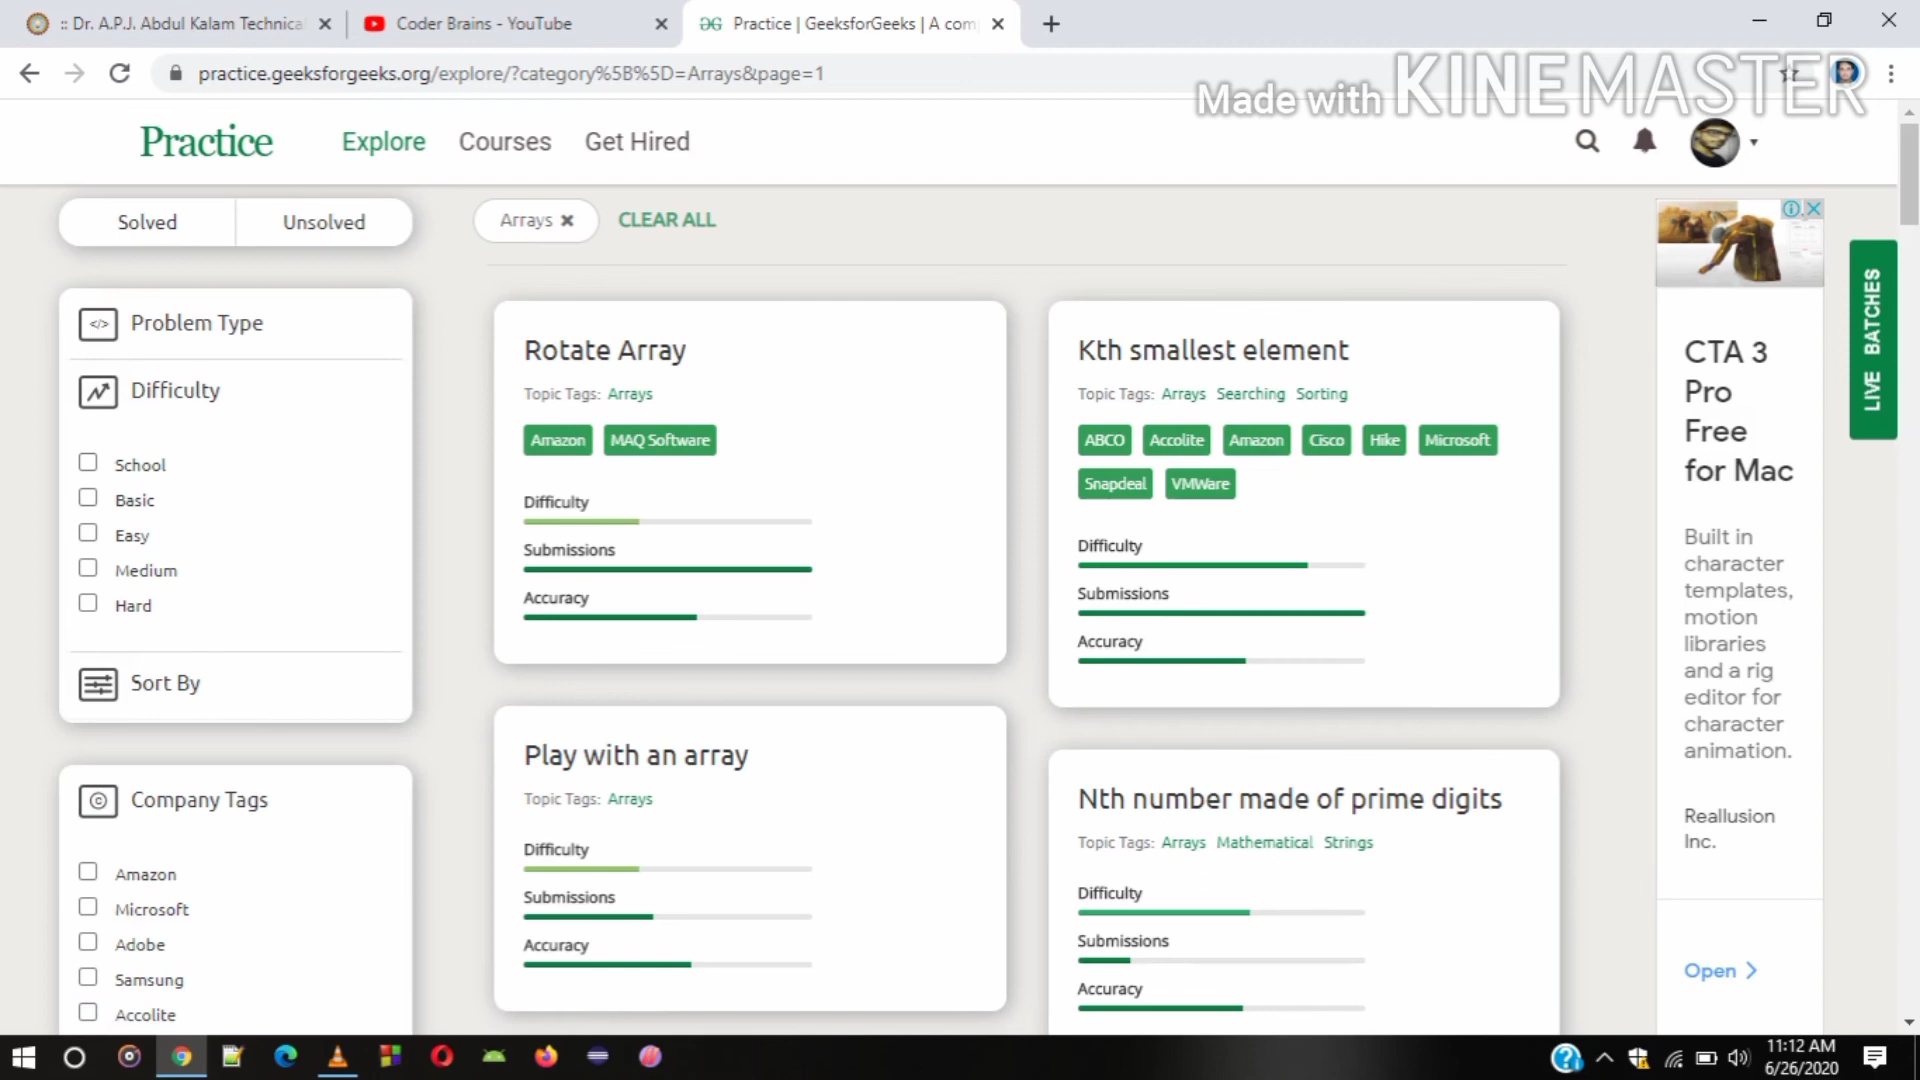 :: Dr. A.P.J. Abdul Kalam Technica
Coder Brains - YouTube
Practice | GeeksforGeeks | A com
practice.geeksforgeeks.org/explore/?category%5B%5D=Arrays&page=1
Made with KINEMASTER
Practice
Explore
Courses
Get Hired
Solved
Unsolved
Arrays
CLEAR ALL
Problem Type
Difficulty
School
Basic
Easy
Medium
Hard
Sort By
Company Tags
Amazon
Microsoft
Adobe
Samsung
Accolite
Rotate Array
Topic Tags: Arrays
Amazon MAQ Software
Difficulty
Submissions
Accuracy
Play with an array
Topic Tags: Arrays
Difficulty
Submissions
Accuracy
Kth smallest element
Topic Tags: Arrays Searching Sorting
ABCO Accolite Amazon Cisco Hike Microsoft
Snapdeal VMWare
Difficulty
Submissions
Accuracy
Nth number made of prime digits
Topic Tags: Arrays Mathematical Strings
Difficulty
Submissions
Accuracy
CTA 3
Pro
Free
for Mac
Built in
character
templates,
motion
libraries
and a rig
editor for
character
animation.
Reallusion
Inc.
Open
LIVE BATCHES
11:12 AM
6/26/2020